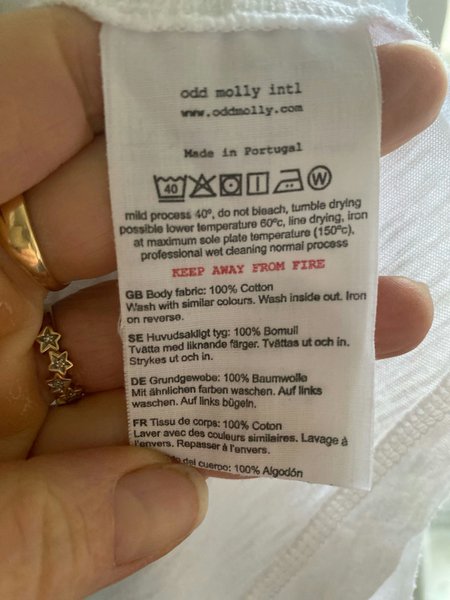 odd molly intl
www.oddmolly.com
Made in Portugal
40 W
mild process 40º, do not bleach, tumble drying
possible lower temperature 60ºc, line drying, iron
at maximum sole plate temperature (150ºc),
professional wet cleaning normal process
KEEP AWAY FROM FIRE
GB Body fabric: 100% Cotton
Wash with similar colours. Wash inside out. Iron
on reverse.
SE Huvudsakligt tyg: 100% Bomull
Tvätta med liknande färger. Tvättas ut och in.
Strykes ut och in.
DE Grundgewebe: 100% Baumwolle
Mit ähnlichen farben waschen. Auf links
waschen. Auf links bügeln.
FR Tissu de corps: 100% Coton
Laver avec des couleurs similaires. Lavage à
l'envers. Repasser à l'envers.
del cuerpo: 100% Algodón